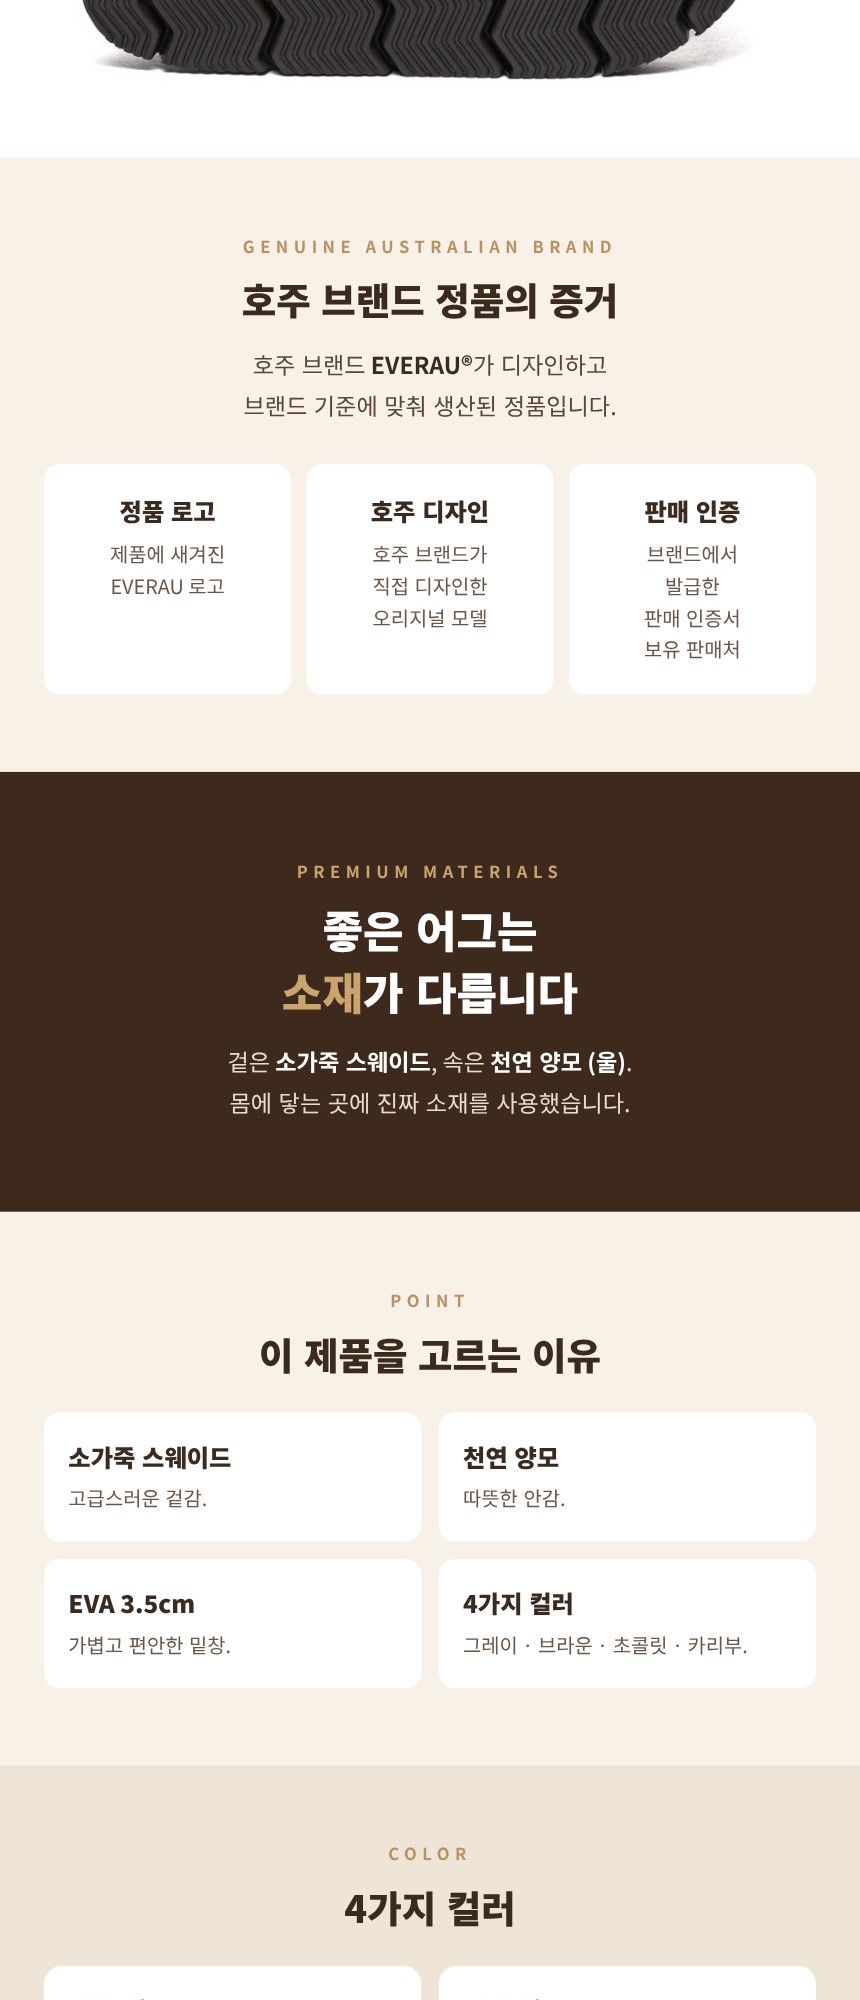 GENUINE AUSTRALIAN BRAND
호주 브랜드 정품의 증거
호주 브랜드 EVERAU®가 디자인하고
브랜드 기준에 맞춰 생산된 정품입니다.
정품 로고
제품에 새겨진
EVERAU 로고
호주 디자인
호주 브랜드가
직접 디자인한
오리지널 모델
판매 인증
브랜드에서
발급한
판매 인증서
보유 판매처
PREMIUM MATERIALS
좋은 어그는
소재가 다릅니다
겉은 소가죽 스웨이드, 속은 천연 양모 (울).
몸에 닿는 곳에 진짜 소재를 사용했습니다.
POINT
이 제품을 고르는 이유
소가죽 스웨이드
고급스러운 겉감.
천연 양모
따뜻한 안감.
EVA 3.5cm
가볍고 편안한 밑창.
4가지 컬러
그레이 · 브라운 · 초콜릿 · 카리부.
COLOR
4가지 컬러